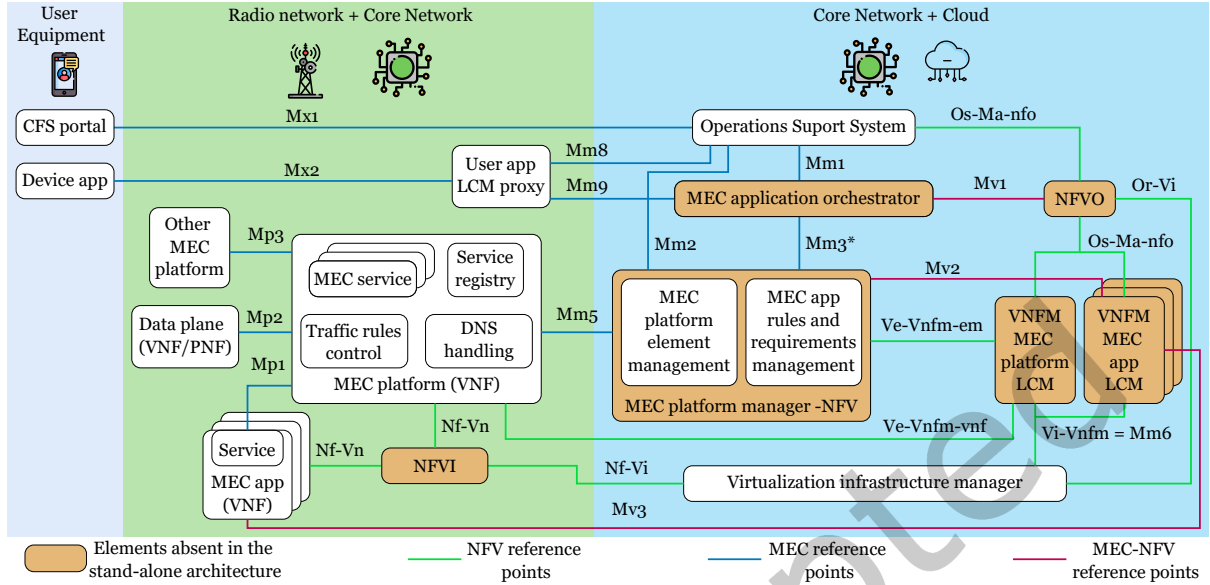 User
Equipment
Radio network + Core Network
Core Network + Cloud
CFS portal
Mx1
Operations Suport System
Os-Ma-nfo
Device app
Mx2
User app
LCM proxy
Mm8
Mm9
Mm1
MEC application orchestrator
Mv1
NFVO
Or-Vi
Other
MEC
platform
Mp3
Mm2
Mm3*
Os-Ma-nfo
MEC service
Service
registry
Mv2
Data plane
(VNF/PNF)
Mp2
Traffic rules
control
DNS
handling
MEC platform (VNF)
Mm5
MEC
platform
element
management
MEC app
rules and
requirements
management
MEC platform manager -NFV
Ve-Vnfm-em
VNFM
MEC
platform
LCM
VNFM
MEC
app
LCM
Mp1
Service
MEC app
(VNF)
Nf-Vn
Nf-Vn
NFVI
Ve-Vnfm-vnf
Vi-Vnfm = Mm6
Nf-Vi
Virtualization infrastructure manager
Mv3
Elements absent in the
stand-alone architecture
NFV reference
points
MEC reference
points
MEC-NFV
reference points
pted